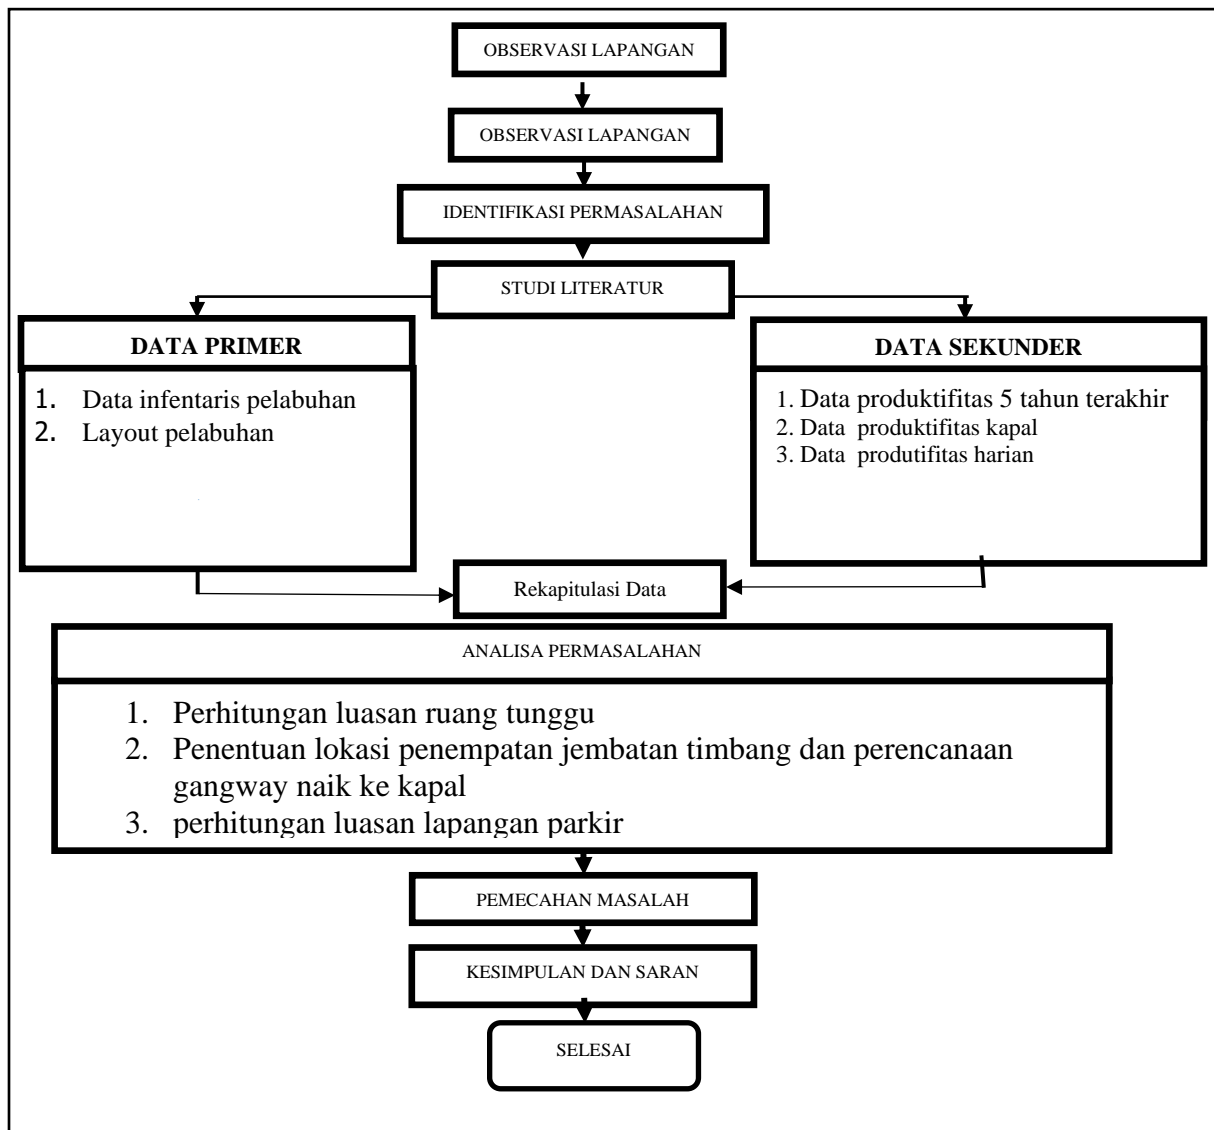 OBSERVASI LAPANGAN
OBSERVASI LAPANGAN
IDENTIFIKASI PERMASALAHAN
STUDI LITERATUR
DATA PRIMER
1. Data infentaris pelabuhan
2. Layout pelabuhan
DATA SEKUNDER
1. Data produktifitas 5 tahun terakhir
2. Data produktifitas kapal
3. Data produtifitas harian
Rekapitulasi Data
ANALISA PERMASALAHAN
1. Perhitungan luasan ruang tunggu
2. Penentuan lokasi penempatan jembatan timbang dan perencanaan
gangway naik ke kapal
3. perhitungan luasan lapangan parkir
PEMECAHAN MASALAH
KESIMPULAN DAN SARAN
SELESAI